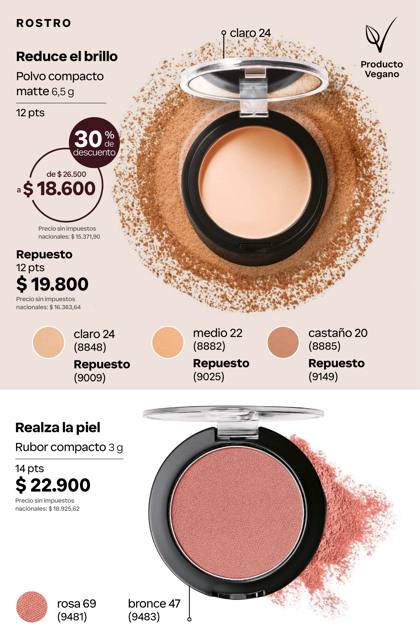 ROSTRO
claro 24
Reduce el brillo
Polvo compacto
matte 6,5 g
12 pts
Producto
Vegano
30 % de
descuento
de $ 26.500
a $ 18.600
Precio sin impuestos
nacionales: $ 15.371,90
Repuesto
12 pts
$ 19.800
Precio sin impuestos
nacionales: $ 16.363,64
claro 24
(8848)
Repuesto
(9009)
medio 22
(8882)
Repuesto
(9025)
castaño 20
(8885)
Repuesto
(9149)
Realza la piel
Rubor compacto 3 g
14 pts
$ 22.900
Precio sin impuestos
nacionales: $ 18.925,62
rosa 69
(9481)
bronce 47
(9483)